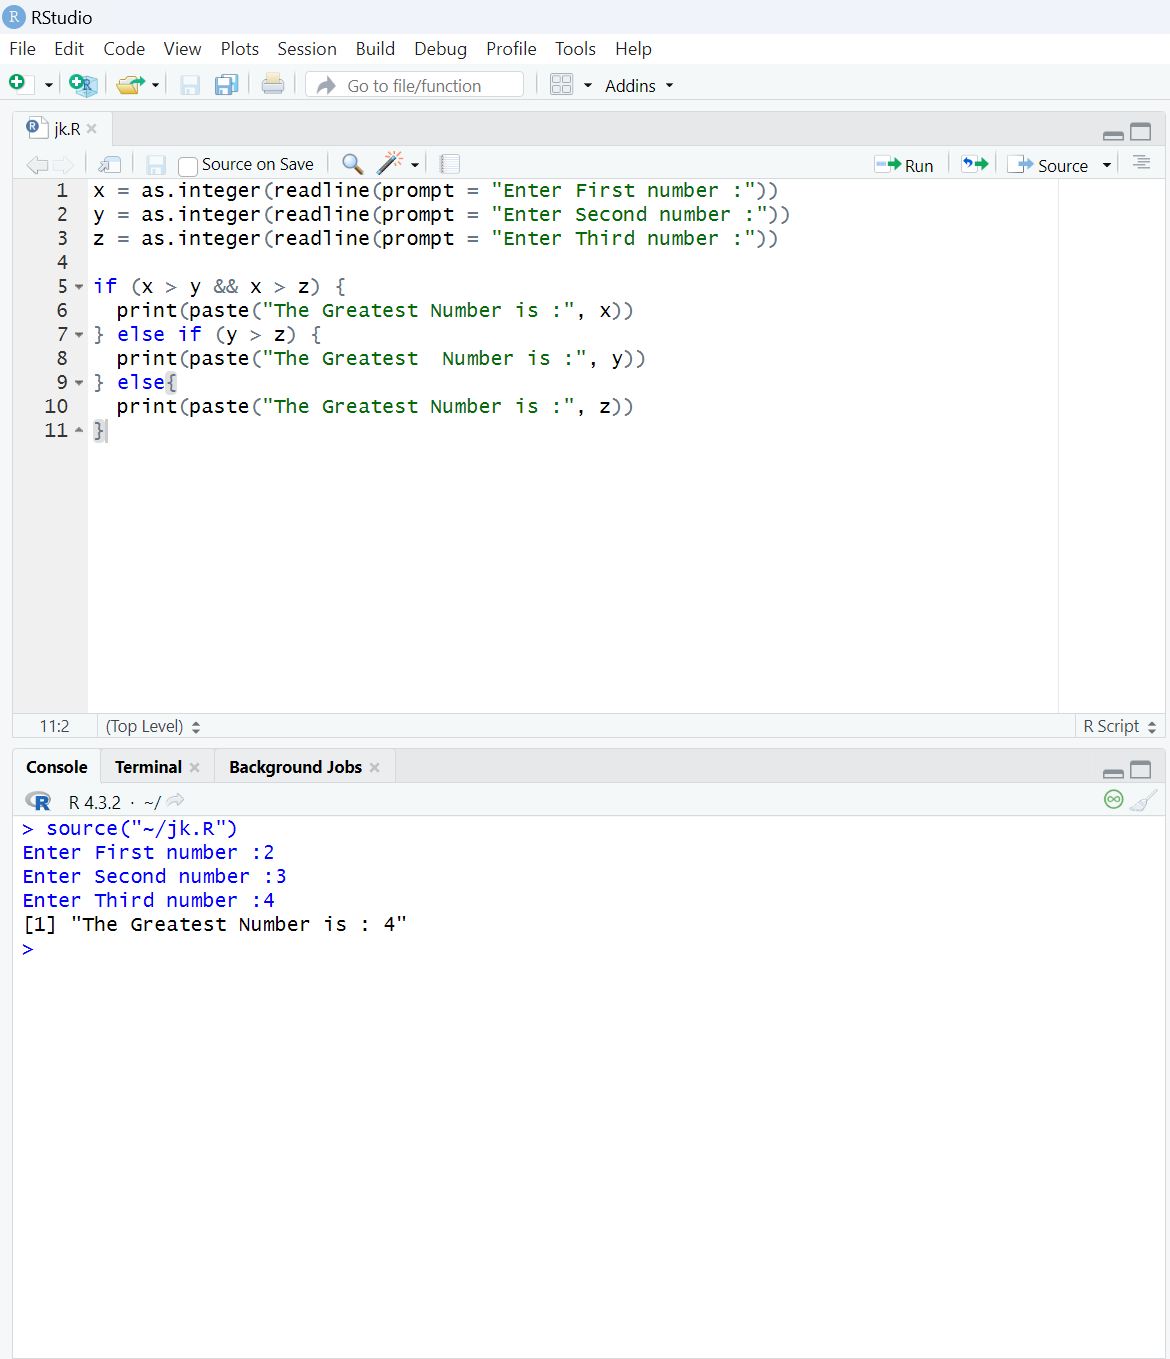 RStudio
File Edit Code View Plots Session Build Debug Profile Tools Help
Go to file/function Addins
jk.R
Source on Save Run Source
1 x = as.integer(readline(prompt = "Enter First number :"))
2 y = as.integer(readline(prompt = "Enter Second number :"))
3 z = as.integer(readline(prompt = "Enter Third number :"))
4
5 if (x > y && x > z) {
6   print(paste("The Greatest Number is :", x))
7 } else if (y > z) {
8   print(paste("The Greatest  Number is :", y))
9 } else{
10   print(paste("The Greatest Number is :", z))
11 }
11:2 (Top Level) R Script
Console Terminal Background Jobs
R R 4.3.2 · ~/
> source("~/jk.R")
Enter First number :2
Enter Second number :3
Enter Third number :4
[1] "The Greatest Number is : 4"
>